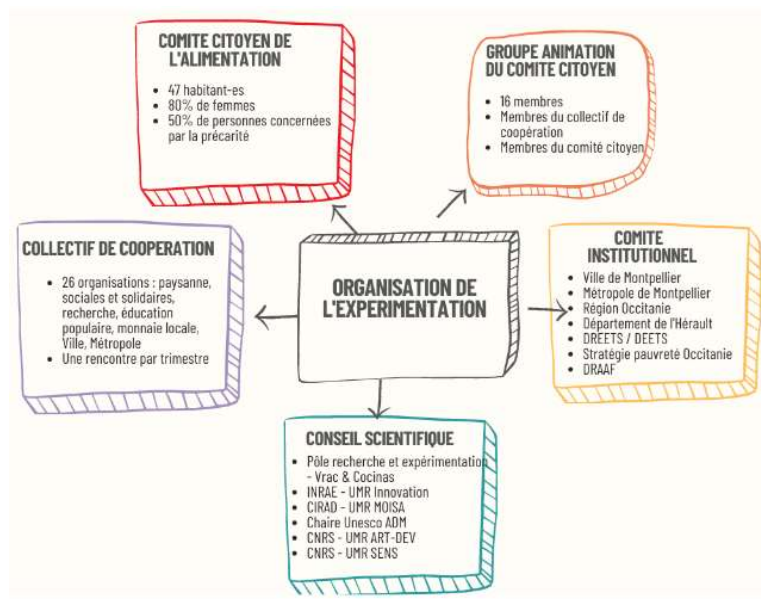 COMITE CITOYEN DE
L'ALIMENTATION
• 47 habitant-es
• 80% de femmes
• 50% de personnes concernées
par la précarité
GROUPE ANIMATION
DU COMITE CITOYEN
• 16 membres
• Membres du collectif de
coopération
• Membres du comité citoyen
COLLECTIF DE COOPERATION
• 26 organisations : paysanne,
sociales et solidaires,
recherche, éducation
populaire, monnaie locale,
Ville, Métropole
• Une rencontre par trimestre
ORGANISATION DE
L'EXPERIMENTATION
COMITE
INSTITUTIONNEL
• Ville de Montpellier
• Métropole de Montpellier
• Région Occitanie
• Département de l'Hérault
• DREETS / DEETS
• Stratégie pauvreté Occitanie
• DRAAF
CONSEIL SCIENTIFIQUE
• Pôle recherche et expérimentation
- Vrac & Cocinas
• INRAE - UMR Innovation
• CIRAD - UMR MOISA
• Chaire Unesco ADM
• CNRS - UMR ART-DEV
• CNRS - UMR SENS